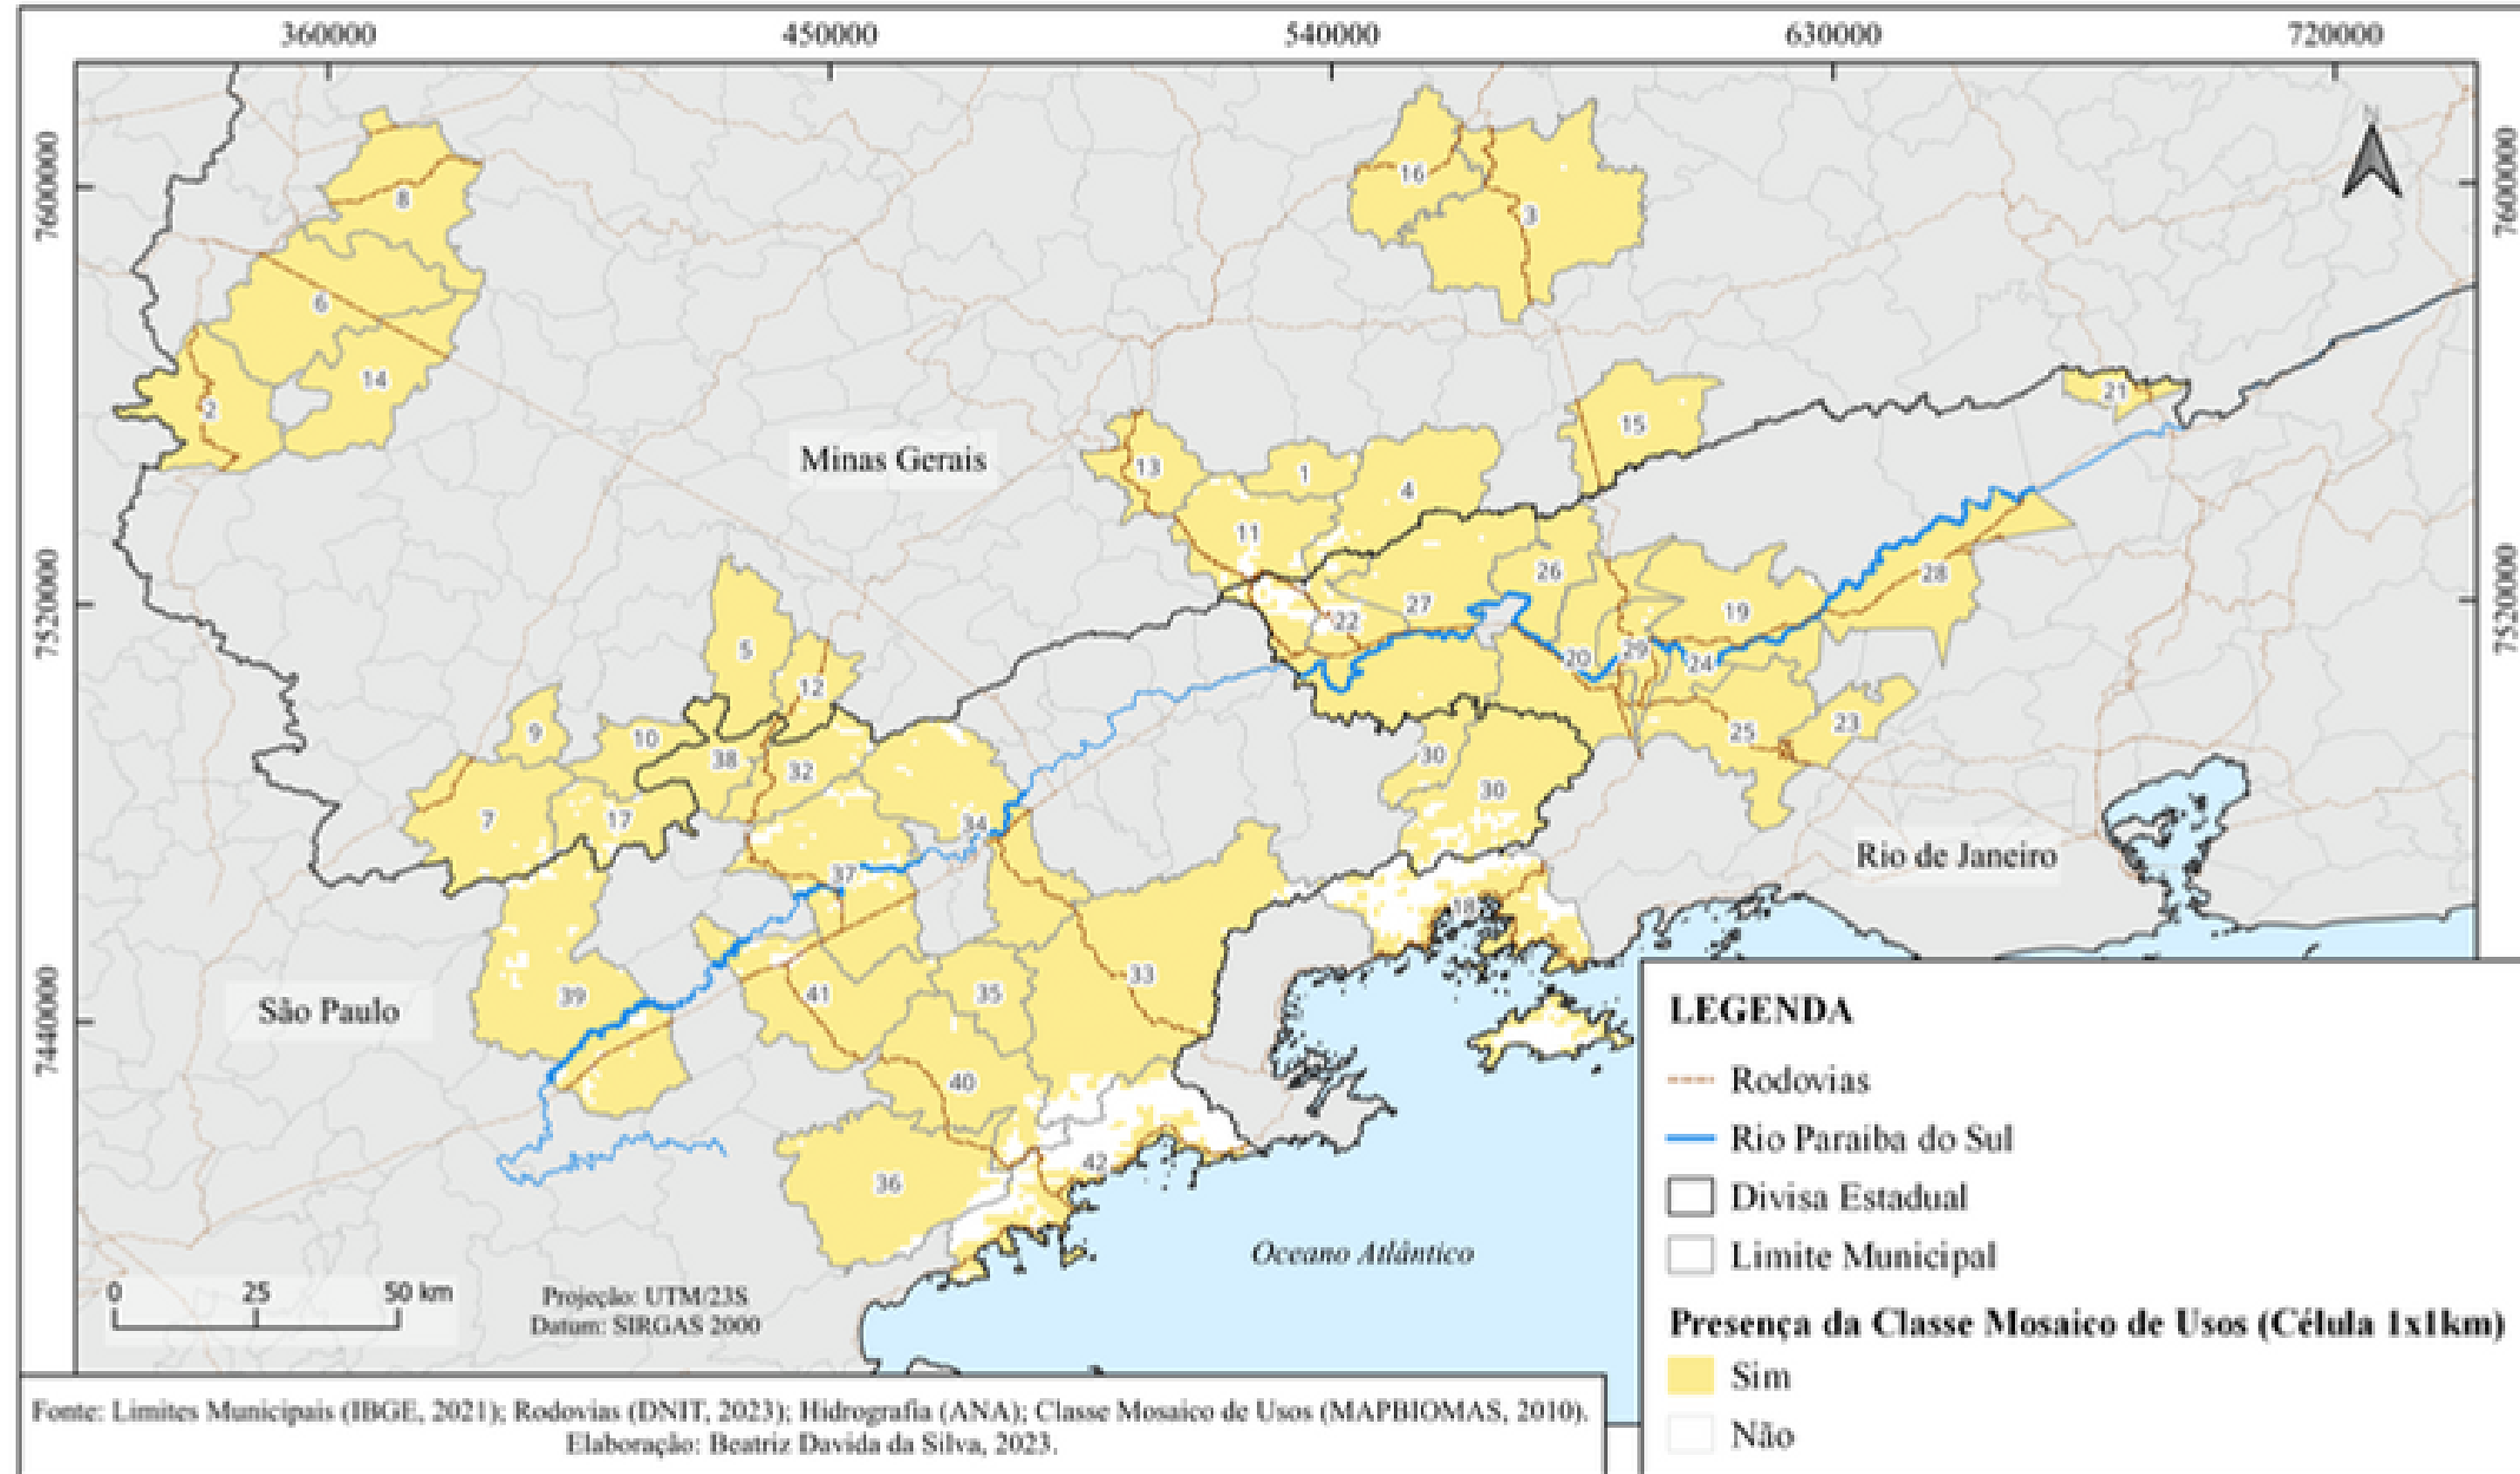 360000 450000 540000 630000 720000
7600000 7600000
7520000 7520000
7440000
N
16
8
3
6
14
2
21
15
Minas Gerais
13
1
4
11
26
28
27
19
22
5
29
20
24
12
9
10
23
25
38
30
32
30
7
17
34
Rio de Janeiro
37
18
33
35
41
39
São Paulo
40
42
36
Oceano Atlântico
0 25 50 km
Projeção: UTM/23S
Datum: SIRGAS 2000
LEGENDA
Rodovias
Rio Paraíba do Sul
Divisa Estadual
Limite Municipal
Presença da Classe Mosaico de Usos (Célula 1x1km)
Sim
Não
Fonte: Limites Municipais (IBGE, 2021); Rodovias (DNIT, 2023); Hidrografia (ANA); Classe Mosaico de Usos (MAPBIOMAS, 2010).
Elaboração: Beatriz Davida da Silva, 2023.